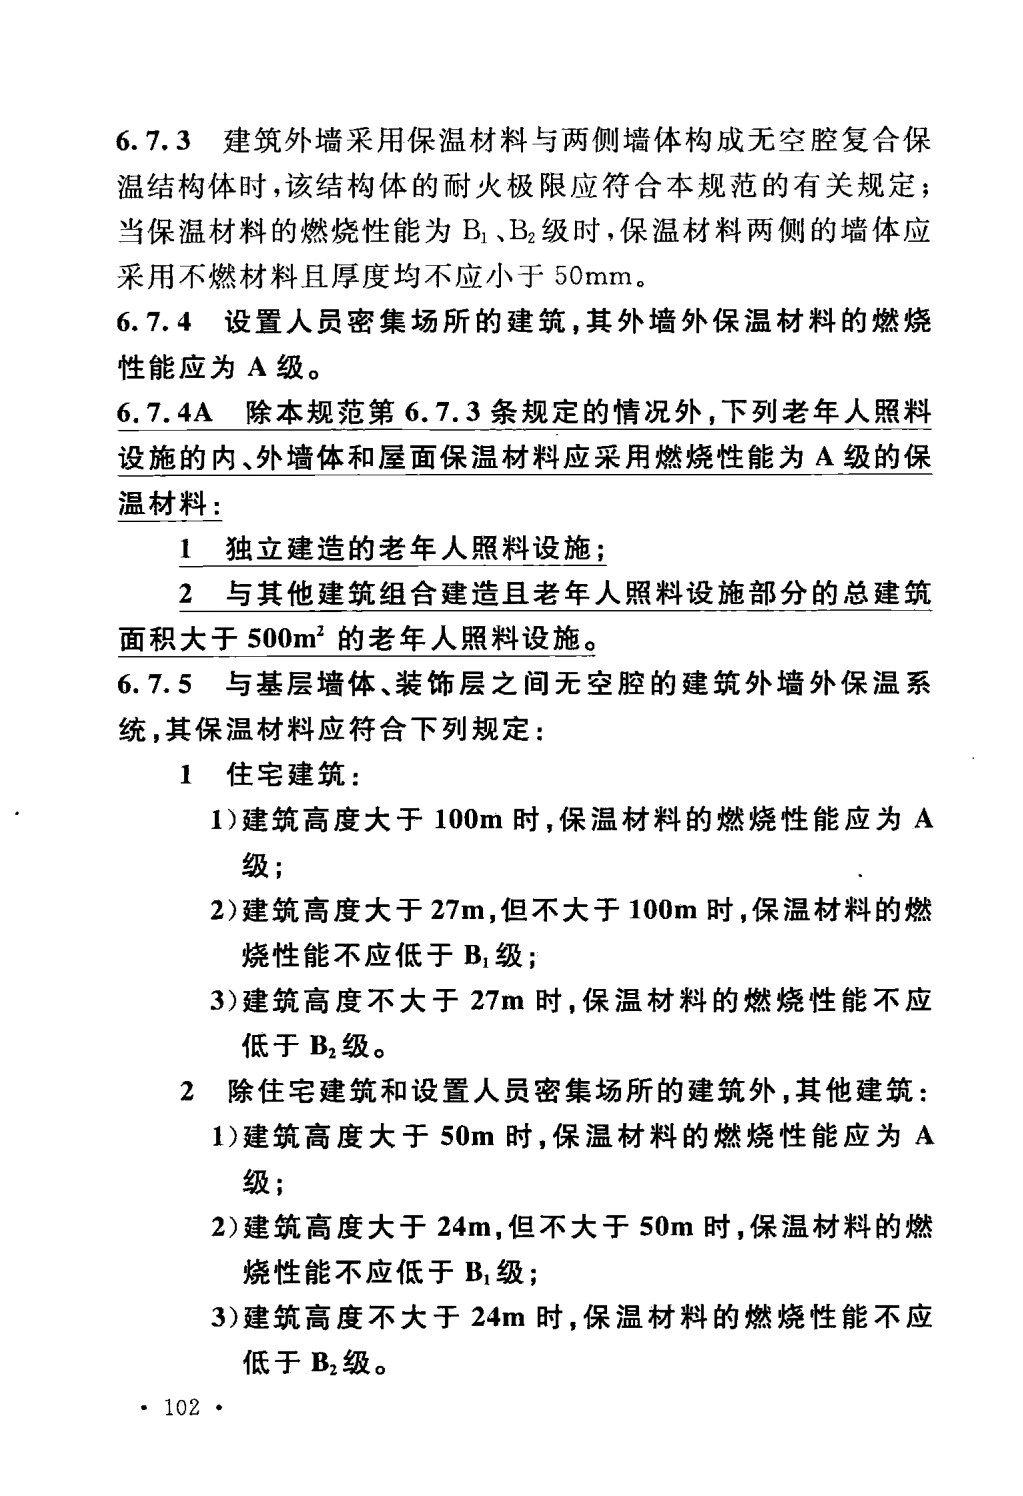 6.7.3 建筑外墙采用保温材料与两侧墙体构成无空腔复合保
温结构体时,该结构体的耐火极限应符合本规范的有关规定;
当保温材料的燃烧性能为 B₁、B₂级时,保温材料两侧的墙体应
采用不燃材料且厚度均不应小于 50mm。
6.7.4 设置人员密集场所的建筑,其外墙外保温材料的燃烧
性能应为 A 级。
6.7.4A 除本规范第 6.7.3 条规定的情况外,下列老年人照料
设施的内、外墙体和屋面保温材料应采用燃烧性能为 A 级的保
温材料:
1 独立建造的老年人照料设施;
2 与其他建筑组合建造且老年人照料设施部分的总建筑
面积大于 500m² 的老年人照料设施。
6.7.5 与基层墙体、装饰层之间无空腔的建筑外墙外保温系
统,其保温材料应符合下列规定:
1 住宅建筑:
1)建筑高度大于 100m 时,保温材料的燃烧性能应为 A
级;
2)建筑高度大于 27m,但不大于 100m 时,保温材料的燃
烧性能不应低于 B₁级;
3)建筑高度不大于 27m 时,保温材料的燃烧性能不应
低于 B₂级。
2 除住宅建筑和设置人员密集场所的建筑外,其他建筑:
1)建筑高度大于 50m 时,保温材料的燃烧性能应为 A
级;
2)建筑高度大于 24m,但不大于 50m 时,保温材料的燃
烧性能不应低于 B₁级;
3)建筑高度不大于 24m 时,保温材料的燃烧性能不应
低于 B₂级。
· 102 ·